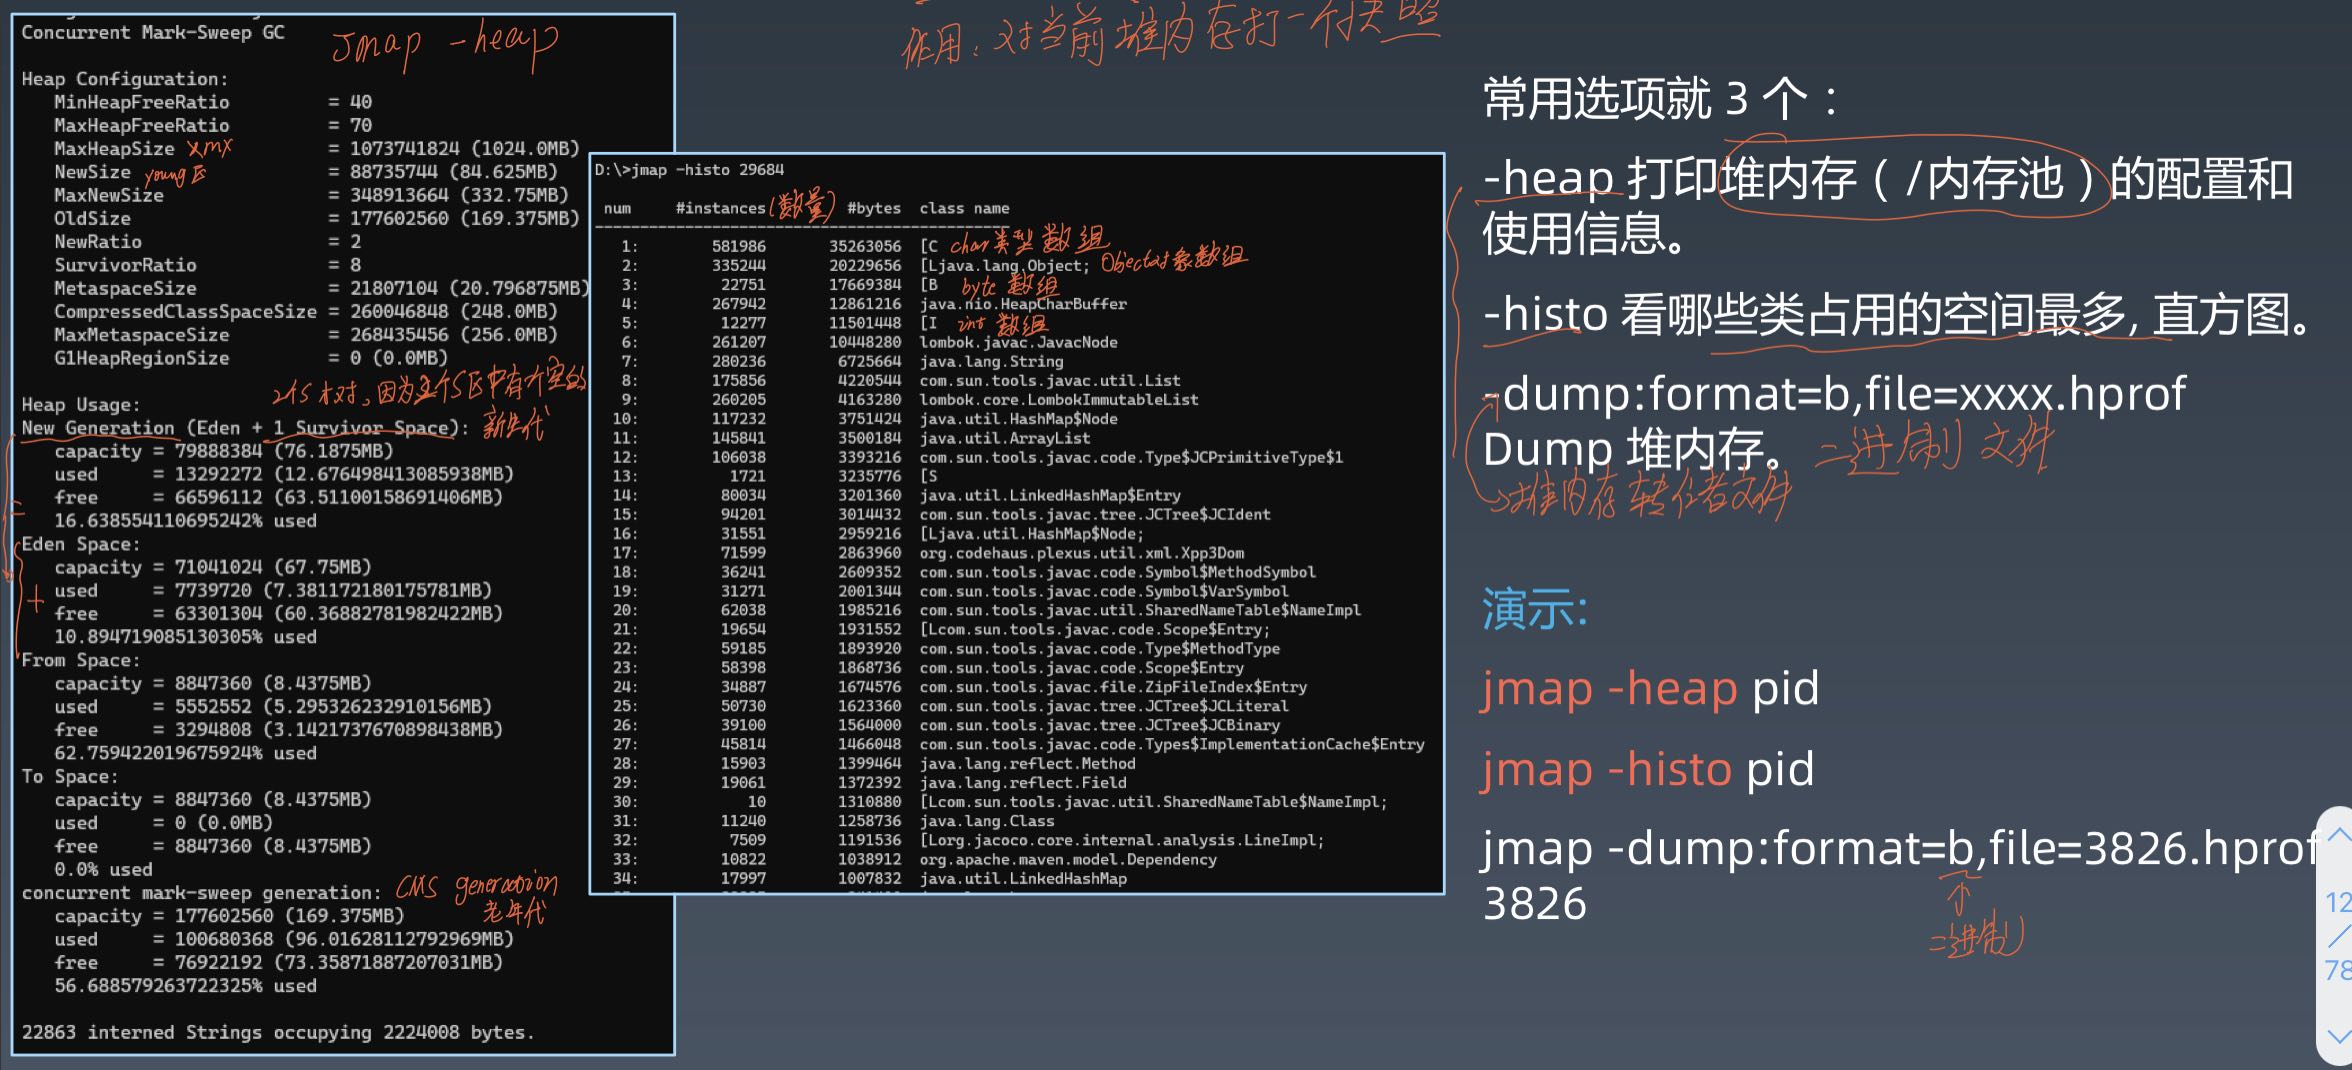 Concurrent Mark-Sweep GC
Jmap -heap
Heap Configuration:
MinHeapFreeRatio = 40
MaxHeapFreeRatio = 70
MaxHeapSize xmx = 1073741824 (1024.0MB)
NewSize young区 = 88735744 (84.625MB)
MaxNewSize = 348913664 (332.75MB)
OldSize = 177602560 (169.375MB)
NewRatio = 2
SurvivorRatio = 8
MetaspaceSize = 21807104 (20.796875MB)
CompressedClassSpaceSize = 260046848 (248.0MB)
MaxMetaspaceSize = 268435456 (256.0MB)
G1HeapRegionSize = 0 (0.0MB)
因为 S区中有个空的
Heap Usage:
New Generation (Eden + 1 Survivor Space): 新生代
capacity = 79888384 (76.1875MB)
used = 13292272 (12.676498413085938MB)
free = 66596112 (63.51100158691406MB)
16.638554110695242% used
Eden Space:
capacity = 71041024 (67.75MB)
+
used = 7739720 (7.381172180175781MB)
free = 63301304 (60.36882781982422MB)
10.894719085130305% used
From Space:
capacity = 8847360 (8.4375MB)
used = 5552552 (5.295326232910156MB)
free = 3294808 (3.1421737670898438MB)
62.759422019675924% used
To Space:
capacity = 8847360 (8.4375MB)
used = 0 (0.0MB)
free = 8847360 (8.4375MB)
0.0% used
concurrent mark-sweep generation: CMS generation
老年代
capacity = 177602560 (169.375MB)
used = 100680368 (96.01628112792969MB)
free = 76922192 (73.35871887207031MB)
56.688579263722325% used
22863 interned Strings occupying 2224008 bytes.
作用：对当前堆内存打一个快照
D:\>jmap -histo 29684
num #instances (数量) #bytes class name
----------------------------------------------
1: 581986 35263056 [C char类型数组
2: 335244 20229656 [Ljava.lang.Object; Object对象数组
3: 22751 17669384 [B byte 数组
4: 267942 12861216 java.nio.HeapCharBuffer
5: 12277 11501448 [I int 数组
6: 261207 10448280 lombok.javac.JavacNode
7: 280236 6725664 java.lang.String
8: 175856 4220544 com.sun.tools.javac.util.List
9: 260205 4163280 lombok.core.LombokImmutableList
10: 117232 3751424 java.util.HashMap$Node
11: 145841 3500184 java.util.ArrayList
12: 106038 3393216 com.sun.tools.javac.code.Type$JCPrimitiveType$1
13: 1721 3235776 [S
14: 80034 3201360 java.util.LinkedHashMap$Entry
15: 94201 3014432 com.sun.tools.javac.tree.JCTree$JCIdent
16: 31551 2959216 [Ljava.util.HashMap$Node;
17: 71599 2863960 org.codehaus.plexus.util.xml.Xpp3Dom
18: 36241 2609352 com.sun.tools.javac.code.Symbol$MethodSymbol
19: 31271 2001344 com.sun.tools.javac.code.Symbol$VarSymbol
20: 62038 1985216 com.sun.tools.javac.util.SharedNameTable$NameImpl
21: 19654 1931552 [Lcom.sun.tools.javac.code.Scope$Entry;
22: 59185 1893920 com.sun.tools.javac.code.Type$MethodType
23: 58398 1868736 com.sun.tools.javac.code.Scope$Entry
24: 34887 1674576 com.sun.tools.javac.file.ZipFileIndex$Entry
25: 50730 1623360 com.sun.tools.javac.tree.JCTree$JCLiteral
26: 39100 1564000 com.sun.tools.javac.tree.JCTree$JCBinary
27: 45814 1466048 com.sun.tools.javac.code.Types$ImplementationCache$Entry
28: 15903 1399464 java.lang.reflect.Method
29: 19061 1372392 java.lang.reflect.Field
30: 10 1310880 [Lcom.sun.tools.javac.util.SharedNameTable$NameImpl;
31: 11240 1258736 java.lang.Class
32: 7509 1191536 [Lorg.jacoco.core.internal.analysis.LineImpl;
33: 10822 1038912 org.apache.maven.model.Dependency
34: 17997 1007832 java.util.LinkedHashMap
常用选项就 3 个：
-heap 打印堆内存（/内存池）的配置和
使用信息。
-histo 看哪些类占用的空间最多, 直方图。
-dump:format=b,file=xxxx.hprof
Dump 堆内存。 二进制文件
堆内存转储文件
演示:
jmap -heap pid
jmap -histo pid
jmap -dump:format=b,file=3826.hprof
3826
二进制
12
/
78